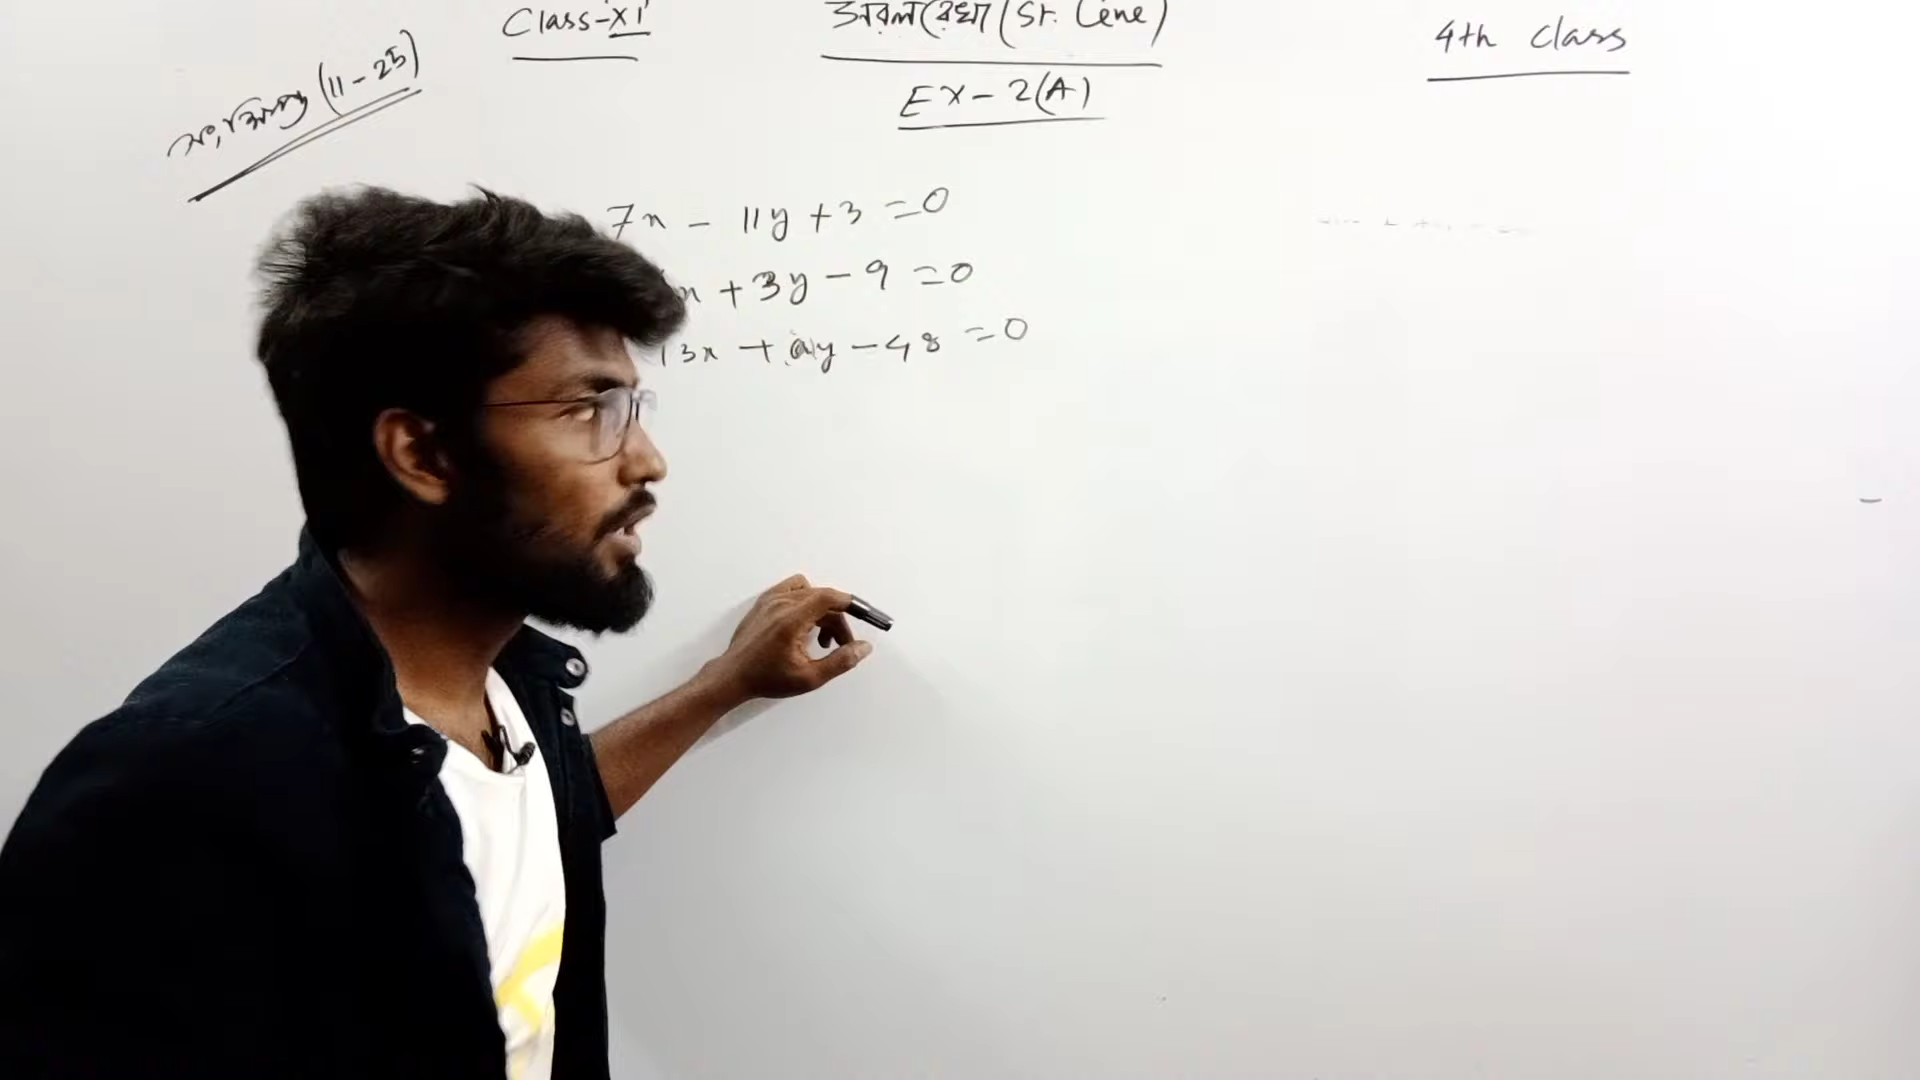 Class-XI
সরলরেখা (St. Line)
4th Class
EX-2(A)
(11-25)
7x - 11y + 3 = 0
x + 3y - 9 = 0
13x + ay - 48 = 0